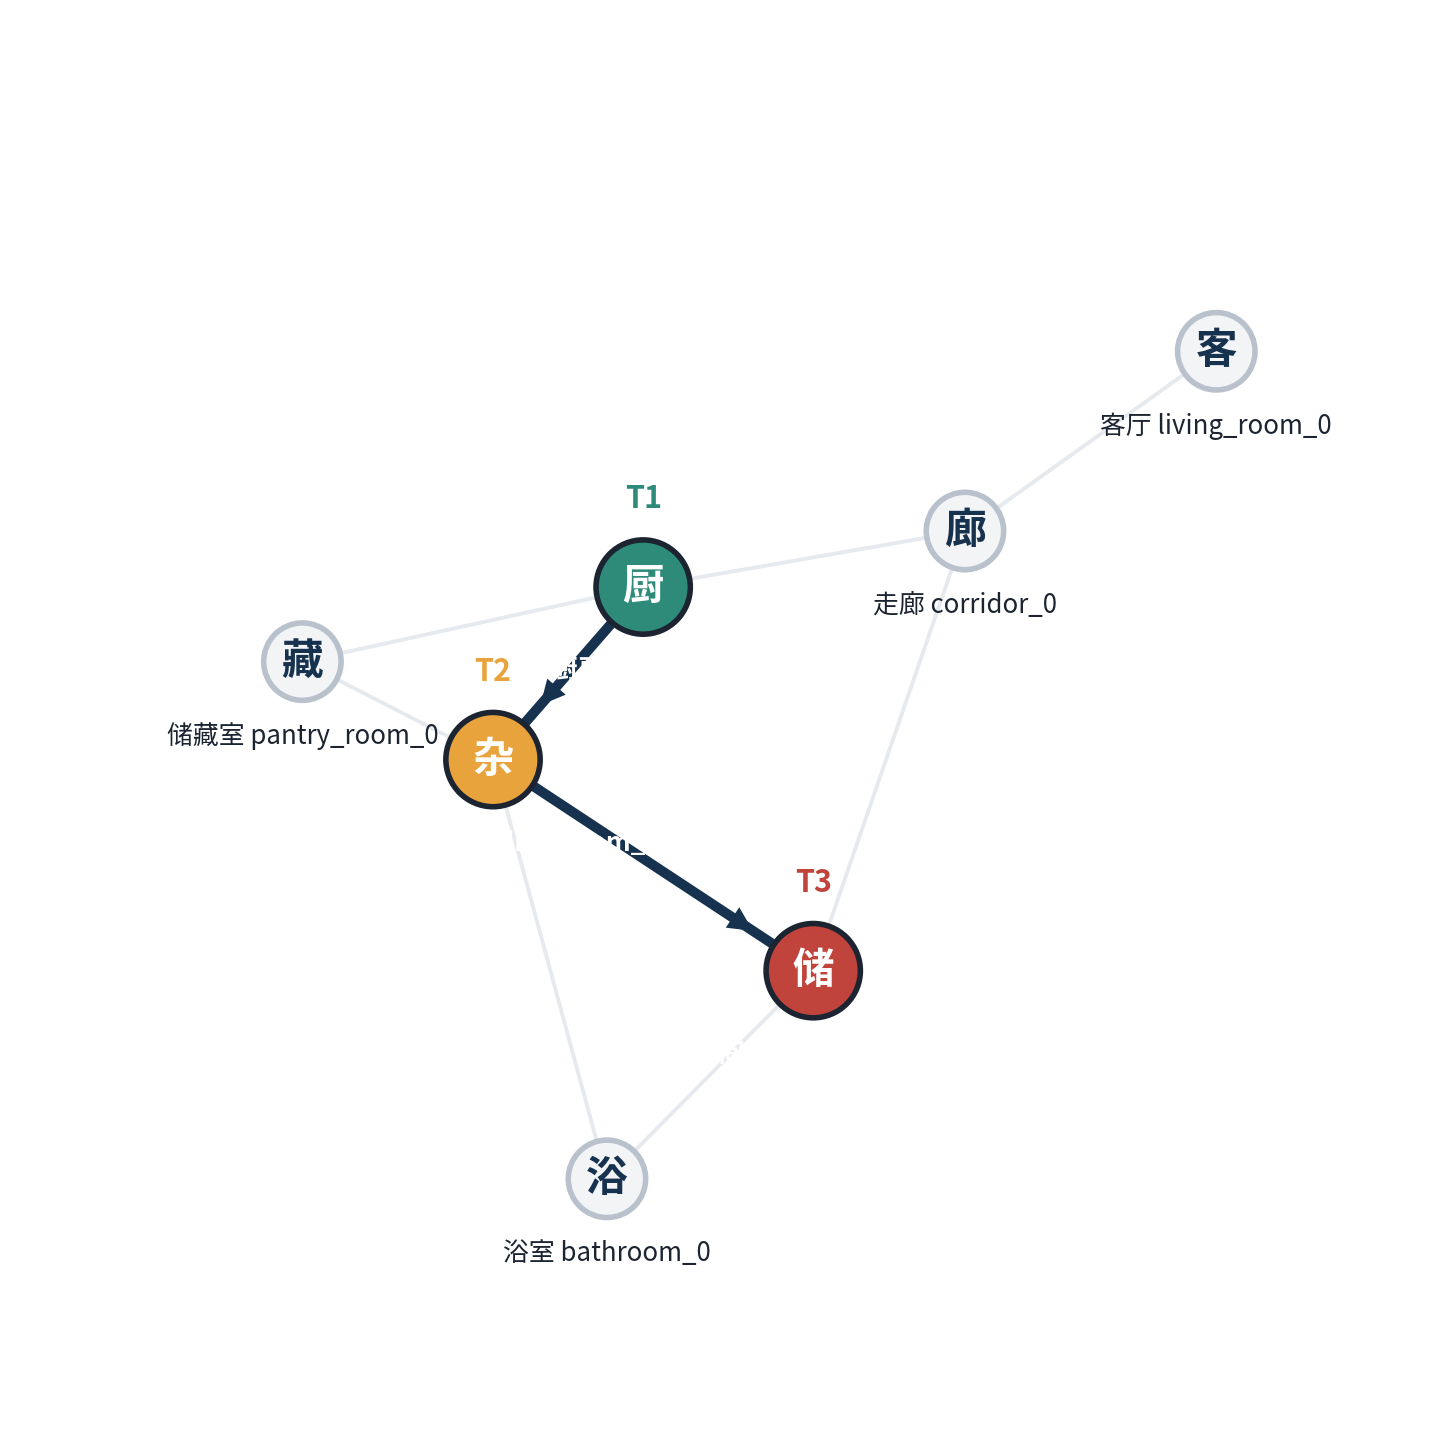 客
客厅 living_room_0
T1
廊
厨
走廊 corridor_0
藏
T2
储藏室 pantry_room_0
杂
m_
T3
储
浴
浴室 bathroom_0